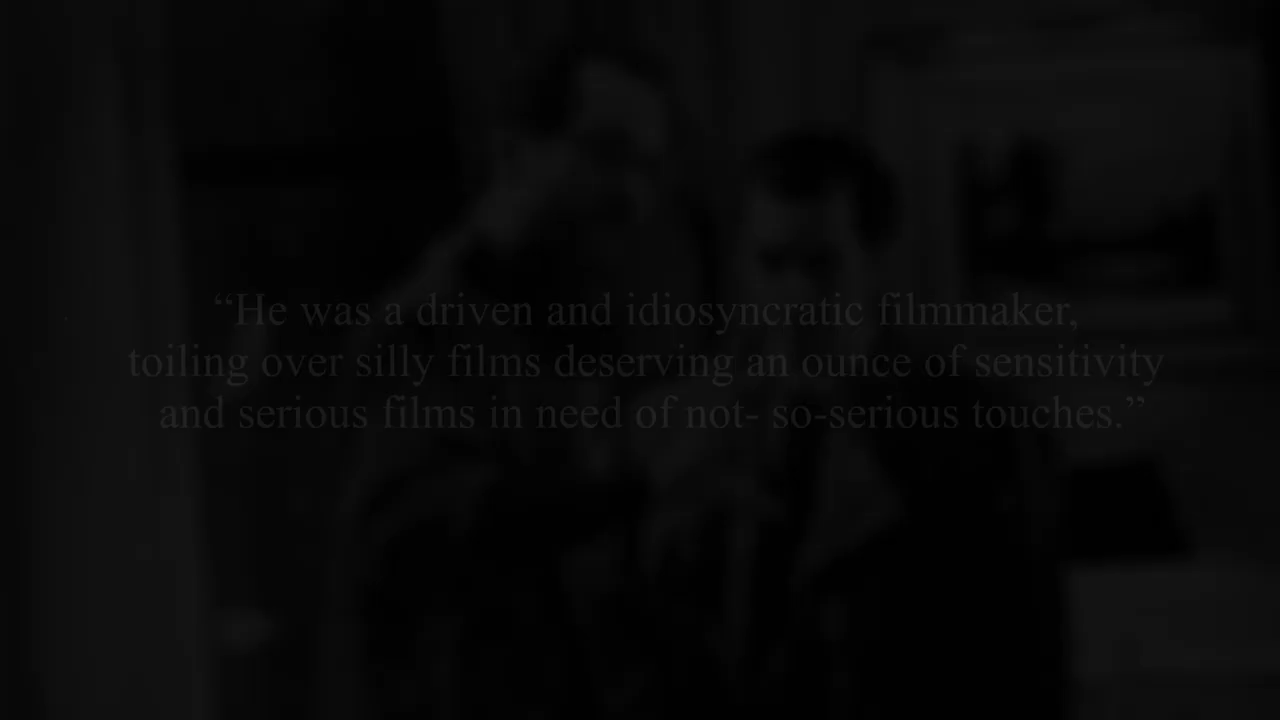 “He was a driven and idiosyncratic filmmaker,
toiling over silly films deserving an ounce of sensitivity
and serious films in need of not- so-serious touches.”